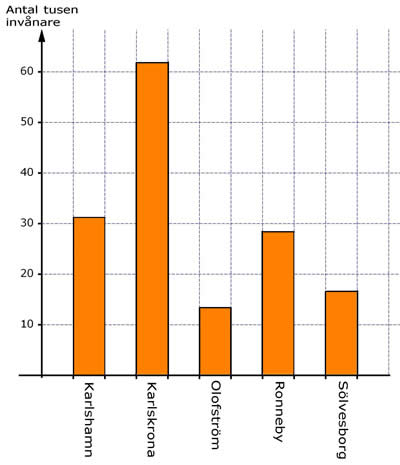 Antal tusen
invånare
60
50
40
30
20
10
Karlshamn
Karlskrona
Olofström
Ronneby
Sölvesborg